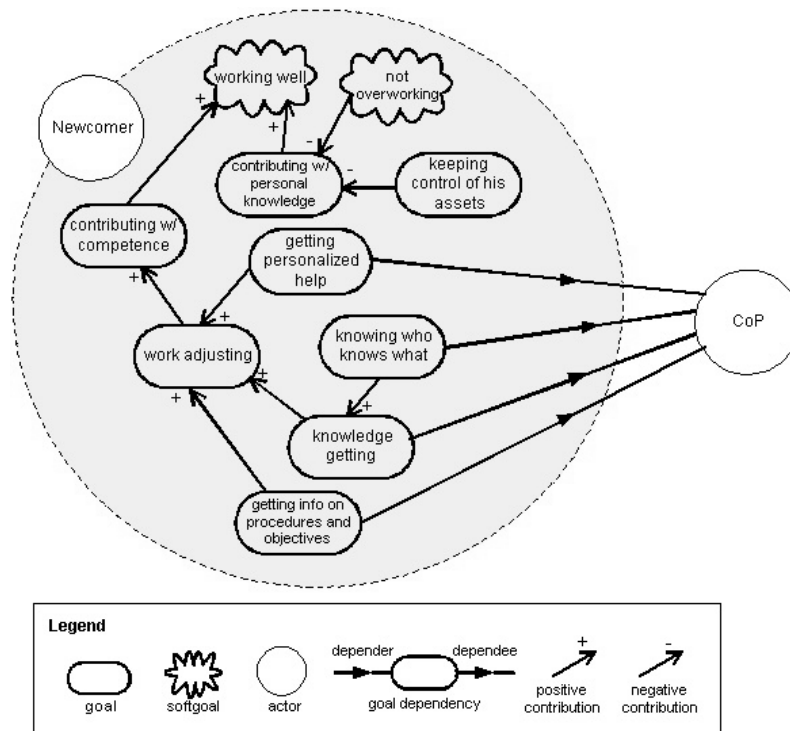 working well
not
overworking
+
Newcomer
+
-
-
contributing w/
personal
knowledge
keeping
control of his
assets
contributing w/
competence
getting
personalized
help
+
CoP
+
knowing who
knows what
work adjusting
+
+
+
knowledge
getting
getting info on
procedures and
objectives
Legend
depender
dependee
+
-
goal
softgoal
actor
goal dependency
positive
contribution
negative
contribution